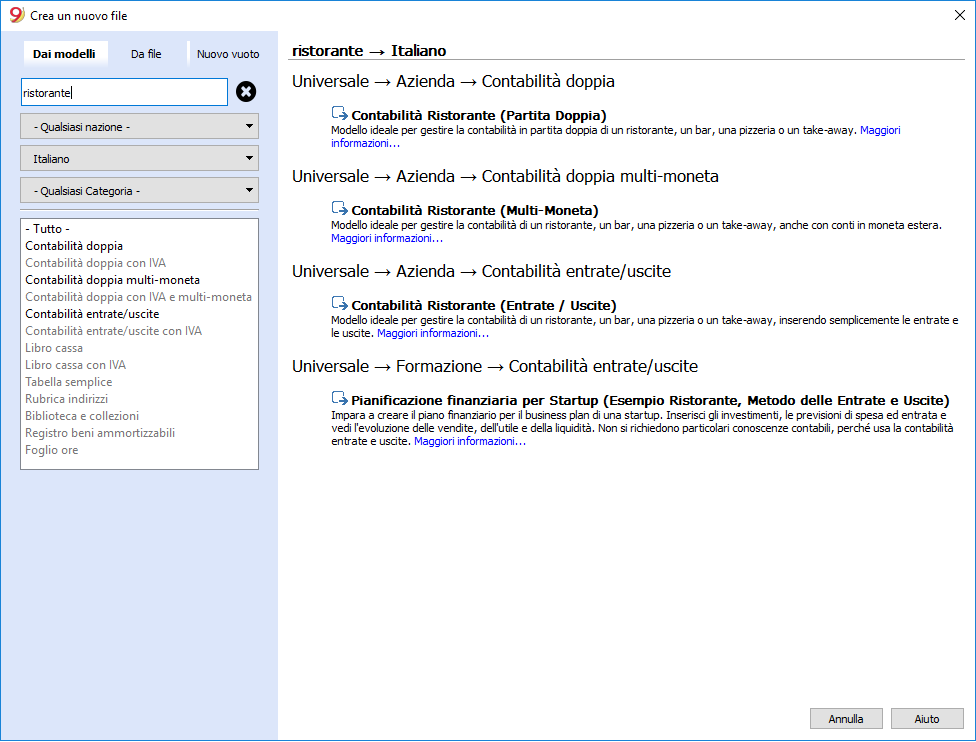 Crea un nuovo file
Dai modelli
Da file
Nuovo vuoto
ristorante
- Qualsiasi nazione -
Italiano
- Qualsiasi Categoria -
- Tutto -
Contabilità doppia
Contabilità doppia con IVA
Contabilità doppia multi-moneta
Contabilità doppia con IVA e multi-moneta
Contabilità entrate/uscite
Contabilità entrate/uscite con IVA
Libro cassa
Libro cassa con IVA
Tabella semplice
Rubrica indirizzi
Biblioteca e collezioni
Registro beni ammortizzabili
Foglio ore
ristorante → Italiano
Universale → Azienda → Contabilità doppia
Contabilità Ristorante (Partita Doppia)
Modello ideale per gestire la contabilità in partita doppia di un ristorante, un bar, una pizzeria o un take-away. Maggiori
informazioni...
Universale → Azienda → Contabilità doppia multi-moneta
Contabilità Ristorante (Multi-Moneta)
Modello ideale per gestire la contabilità di un ristorante, un bar, una pizzeria o un take-away, anche con conti in moneta estera.
Maggiori informazioni...
Universale → Azienda → Contabilità entrate/uscite
Contabilità Ristorante (Entrate / Uscite)
Modello ideale per gestire la contabilità di un ristorante, un bar, una pizzeria o un take-away, inserendo semplicemente le entrate e
le uscite. Maggiori informazioni...
Universale → Formazione → Contabilità entrate/uscite
Pianificazione finanziaria per Startup (Esempio Ristorante, Metodo delle Entrate e Uscite)
Impara a creare il piano finanziario per il business plan di una startup. Inserisci gli investimenti, le previsioni di spesa ed entrata e
vedi l'evoluzione delle vendite, dell'utile e della liquidità. Non si richiedono particolari conoscenze contabili, perché usa la contabilità
entrate e uscite. Maggiori informazioni...
Annulla
Aiuto